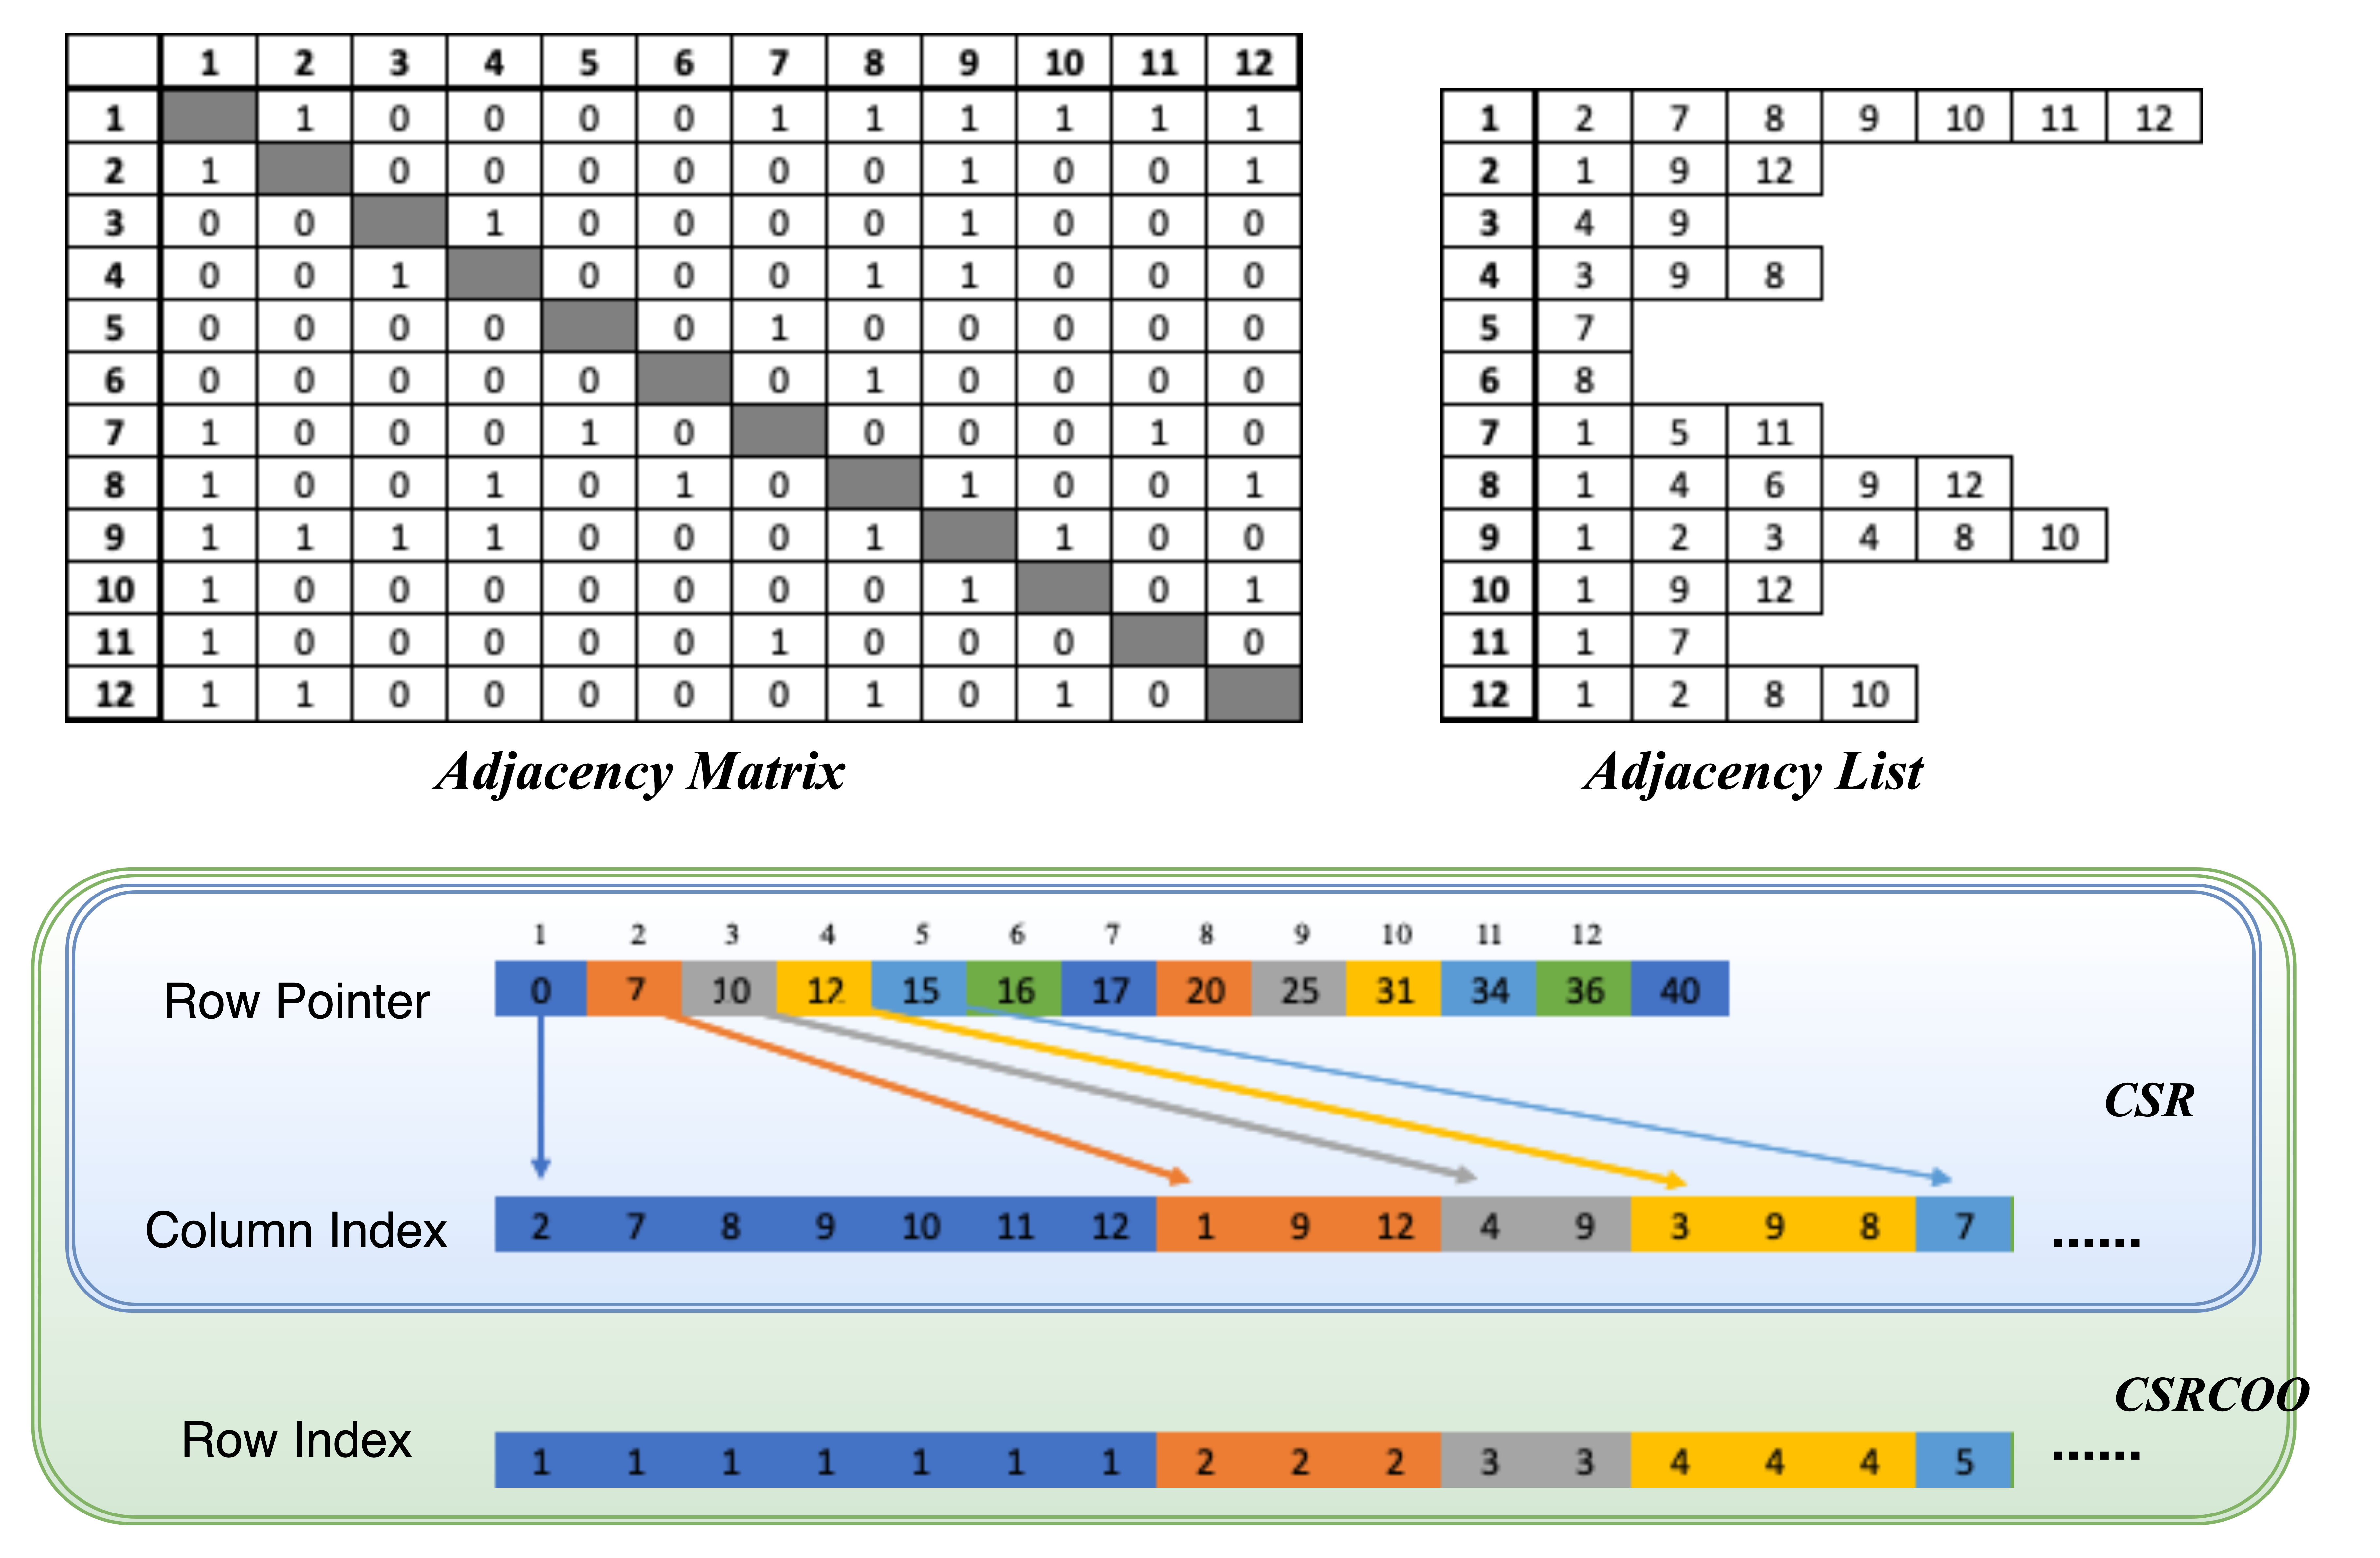 1 2 3 4 5 6 7 8 9 10 11 12
1 1 0 0 0 0 1 1 1 1 1 1
2 1 0 0 0 0 0 0 1 0 0 1
3 0 0 1 0 0 0 0 1 0 0 0
4 0 0 1 0 0 0 1 1 0 0 0
5 0 0 0 0 0 1 0 0 0 0 0
6 0 0 0 0 0 0 1 0 0 0 0
7 1 0 0 0 1 0 0 0 0 1 0
8 1 0 0 1 0 1 0 1 0 0 1
9 1 1 1 1 0 0 0 1 1 0 0
10 1 0 0 0 0 0 0 0 1 0 1
11 1 0 0 0 0 0 1 0 0 0 0
12 1 1 0 0 0 0 0 1 0 1 0
Adjacency Matrix
1 2 7 8 9 10 11 12
2 1 9 12
3 4 9
4 3 9 8
5 7
6 8
7 1 5 11
8 1 4 6 9 12
9 1 2 3 4 8 10
10 1 9 12
11 1 7
12 1 2 8 10
Adjacency List
1 2 3 4 5 6 7 8 9 10 11 12
Row Pointer 0 7 10 12 15 16 17 20 25 31 34 36 40
CSR
Column Index 2 7 8 9 10 11 12 1 9 12 4 9 3 9 8 7 ......
CSRCOO
Row Index 1 1 1 1 1 1 1 2 2 2 3 3 4 4 4 5 ......